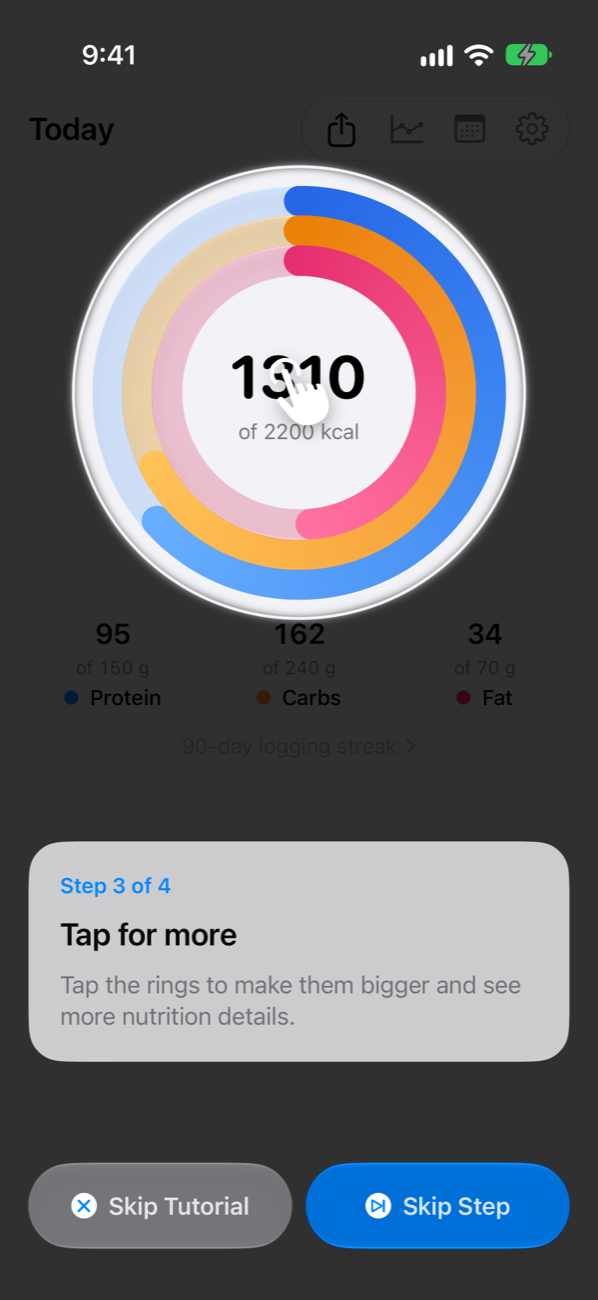 9:41
Today
1310
of 2200 kcal
95
of 150 g
Protein
162
of 240 g
Carbs
34
of 70 g
Fat
90-day logging streak
Step 3 of 4
Tap for more
Tap the rings to make them bigger and see
more nutrition details.
Skip Tutorial
Skip Step